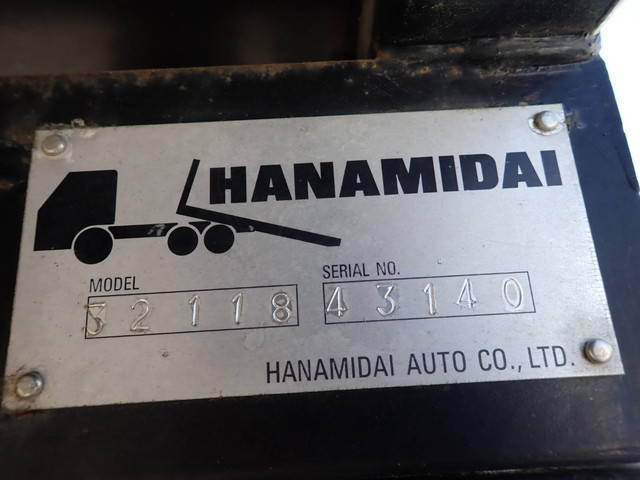 HANAMIDAI
MODEL
32118
SERIAL NO.
43140
HANAMIDAI AUTO CO., LTD.